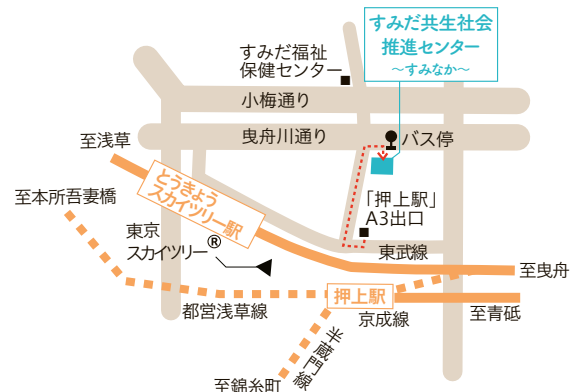 すみだ共生社会
推進センター
～すみなか～
すみだ福祉
保健センター
小梅通り
曳舟川通り
バス停
至浅草
とうきょう
スカイツリー駅
至本所吾妻橋
「押上駅」
A3出口
東京
スカイツリー®
東武線
至曳舟
押上駅
都営浅草線
京成線
至青砥
半蔵門線
至錦糸町